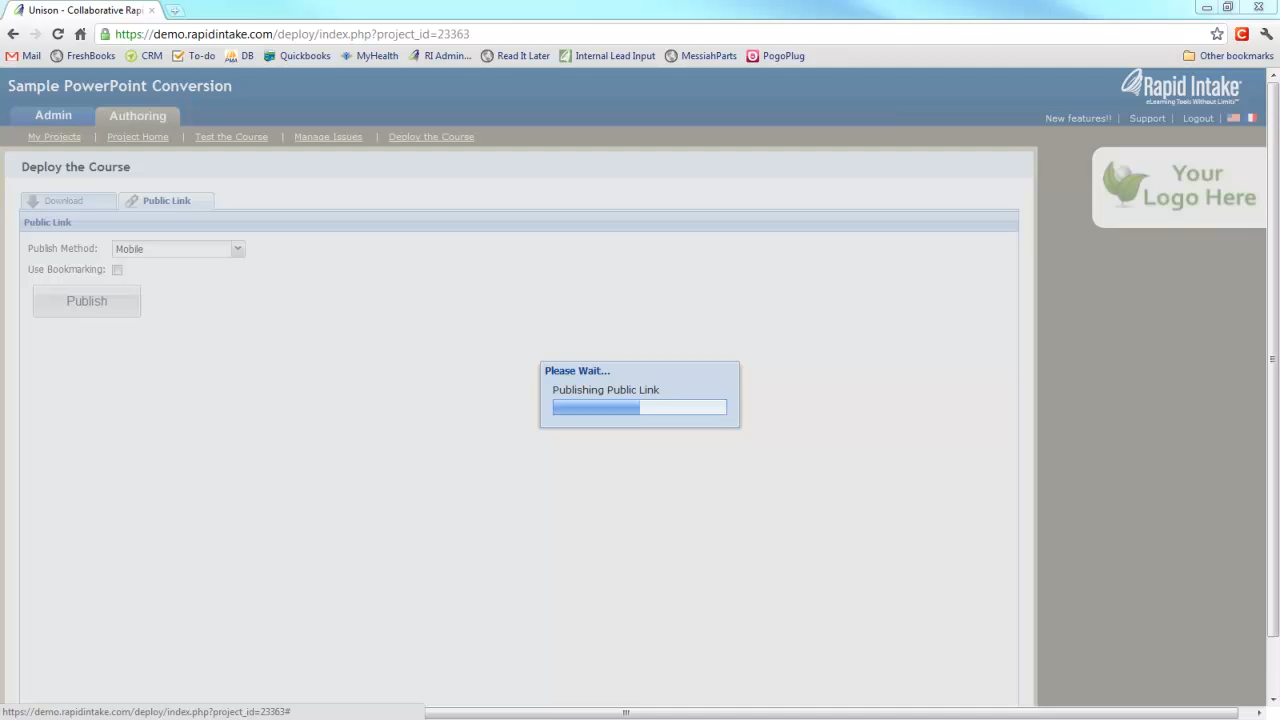 Unison - Collaborative Rapi
https://demo.rapidintake.com/deploy/index.php?project_id=23363
Mail FreshBooks CRM To-do DB Quickbooks MyHealth RI Admin... Read It Later Internal Lead Input MessiahParts PogoPlug Other bookmarks
Sample PowerPoint Conversion
Rapid Intake
eLearning Tools Without Limits™
Admin Authoring
New features!! | Support | Logout |
My Projects | Project Home | Test the Course | Manage Issues | Deploy the Course
Deploy the Course
Your
Logo Here
Download Public Link
Public Link
Publish Method: Mobile
Use Bookmarking:
Publish
Please Wait...
Publishing Public Link
https://demo.rapidintake.com/deploy/index.php?project_id=23363#